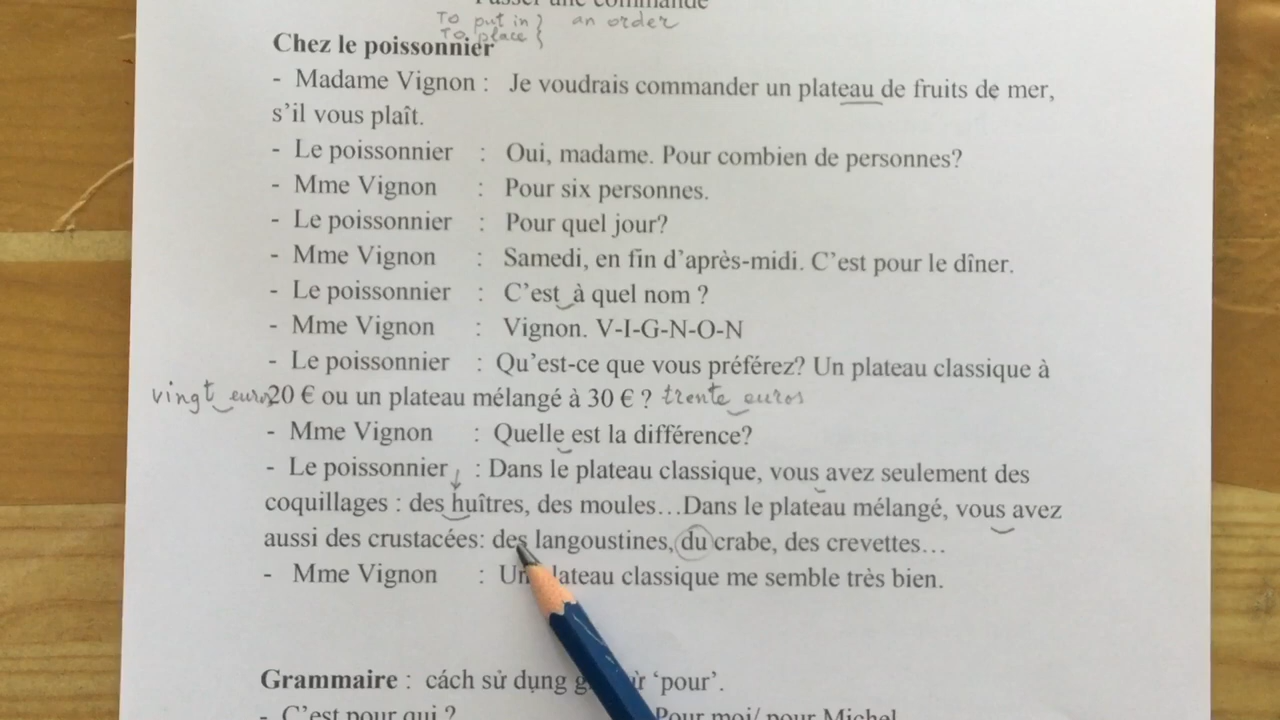 Passer une commande
To put in } an order
To place }
Chez le poissonnier
- Madame Vignon : Je voudrais commander un plateau de fruits de mer,
s'il vous plaît.
- Le poissonnier : Oui, madame. Pour combien de personnes?
- Mme Vignon : Pour six personnes.
- Le poissonnier : Pour quel jour?
- Mme Vignon : Samedi, en fin d'après-midi. C'est pour le dîner.
- Le poissonnier : C'est à quel nom ?
- Mme Vignon : Vignon. V-I-G-N-O-N
- Le poissonnier : Qu'est-ce que vous préférez? Un plateau classique à
vingt euros 20 € ou un plateau mélangé à 30 € ? trente euros
- Mme Vignon : Quelle est la différence?
- Le poissonnier : Dans le plateau classique, vous avez seulement des
coquillages : des huîtres, des moules…Dans le plateau mélangé, vous avez
aussi des crustacées: des langoustines, du crabe, des crevettes…
- Mme Vignon : Un plateau classique me semble très bien.
Grammaire : cách sử dụng 'pour'.
- C'est pour qui ? Pour moi/ pour Michel